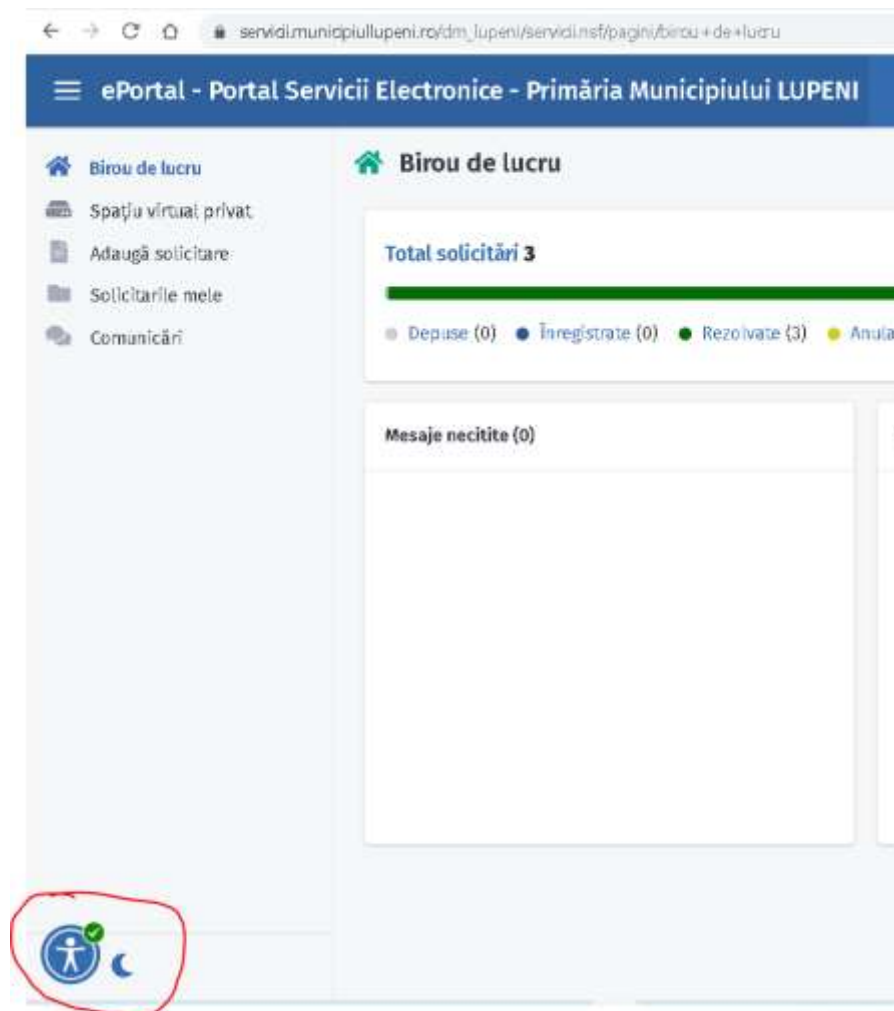 servicii.municipiullupeni.ro/dm_lupeni/servicii.nsf/pagini/birou+de+lucru
ePortal - Portal Servicii Electronice - Primăria Municipiului LUPENI
Birou de lucru
Spațiu virtual privat
Adaugă solicitare
Solicitarile mele
Comunicări
Birou de lucru
Total solicitări 3
Depuse (0) Înregistrate (0) Rezolvate (3) Anula
Mesaje necitite (0)